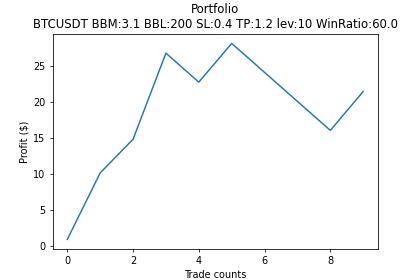 Portfolio
BTCUSDT BBM:3.1 BBL:200 SL:0.4 TP:1.2 lev:10 WinRatio:60.0
25
20
15
10
5
0
Profit ($)
0 2 4 6 8
Trade counts